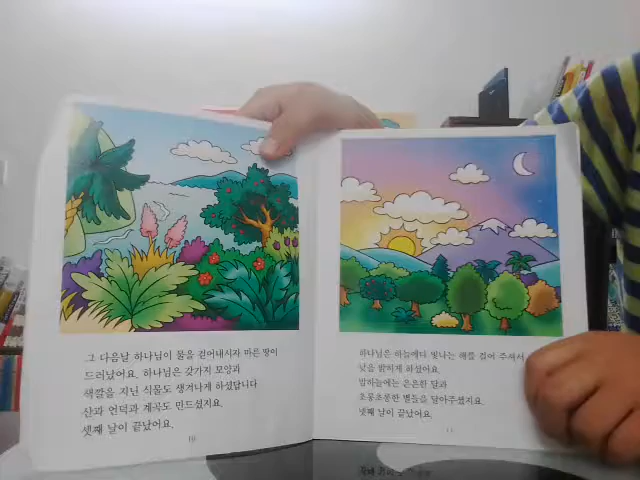 그 다음날 하나님이 물을 걷어내시자 마른 땅이
드러났어요. 하나님은 갖가지 모양과
색깔을 지닌 식물도 생겨나게 하셨답니다
산과 언덕과 계곡도 만드셨지요.
셋째 날이 끝났어요.
10
하나님은 하늘에다 빛나는 해를 걸어 주셔서
낮을 밝히게 하셨어요.
밤하늘에는 은은한 달과
초롱초롱한 별들을 달아주셨지요.
넷째 날이 끝났어요.
11